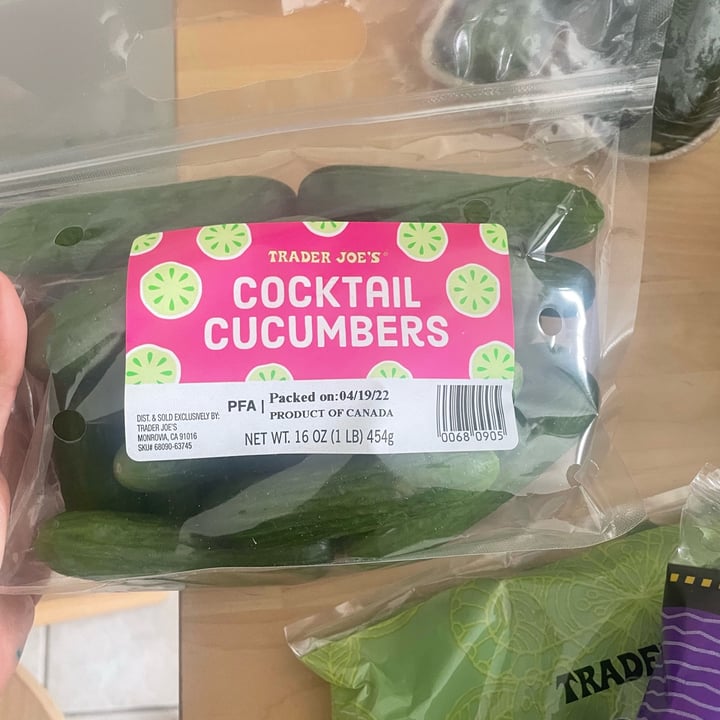 TRADER JOE'S®
COCKTAIL
CUCUMBERS
DIST. & SOLD EXCLUSIVELY BY:
TRADER JOE'S
MONROVIA, CA 91016
SKU# 68090-63745
PFA | Packed on:04/19/22
PRODUCT OF CANADA
NET WT. 16 OZ (1 LB) 454g
0068 0905
TRADE